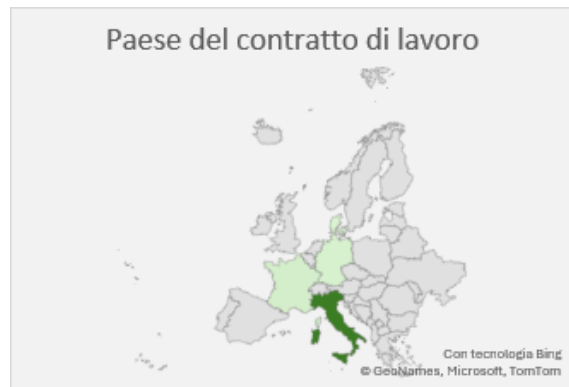 Paese del contratto di lavoro
Con tecnologia Bing
© GeoNames, Microsoft, TomTom